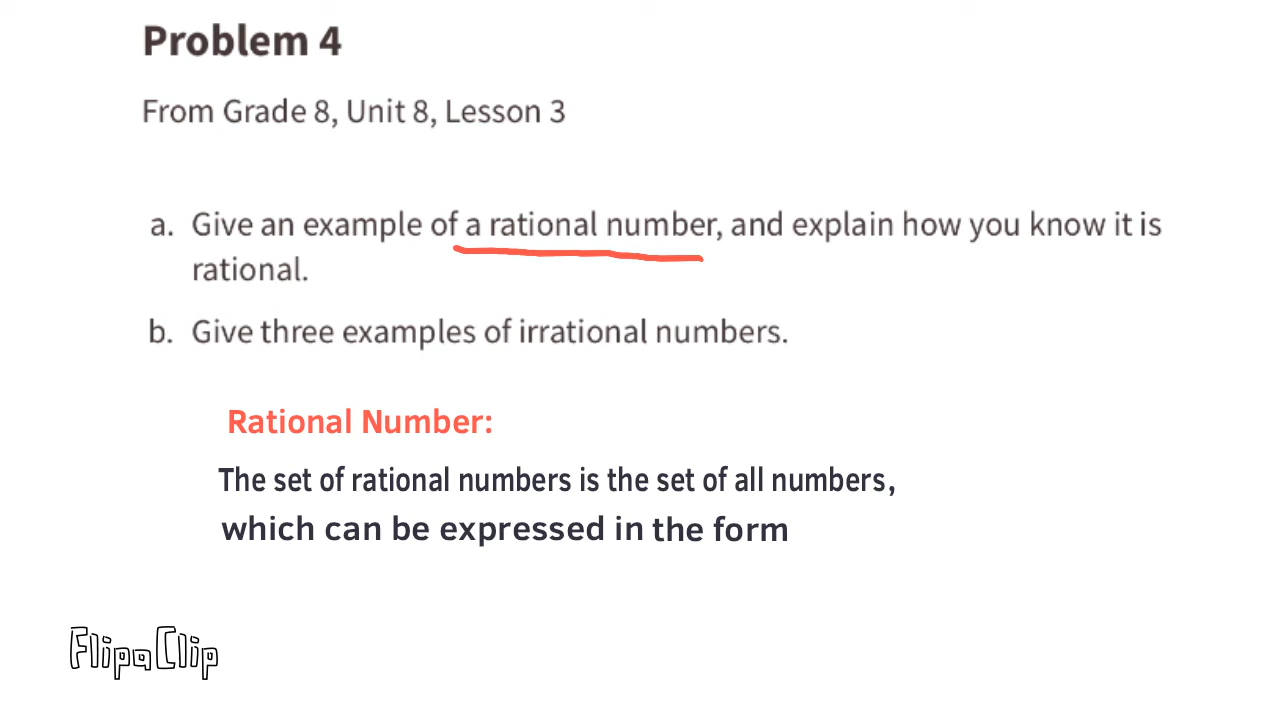 Problem 4
From Grade 8, Unit 8, Lesson 3
a. Give an example of a rational number, and explain how you know it is
rational.
b. Give three examples of irrational numbers.
Rational Number:
The set of rational numbers is the set of all numbers,
which can be expressed in the form
FlipaClip